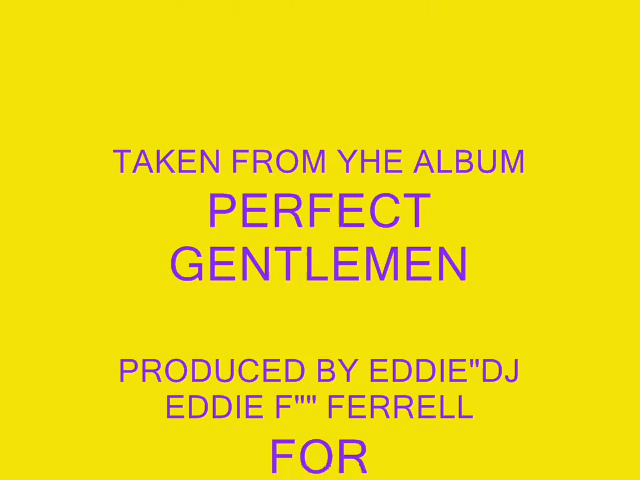 TAKEN FROM YHE ALBUM
PERFECT
GENTLEMEN
PRODUCED BY EDDIE"DJ
EDDIE F"" FERRELL
FOR